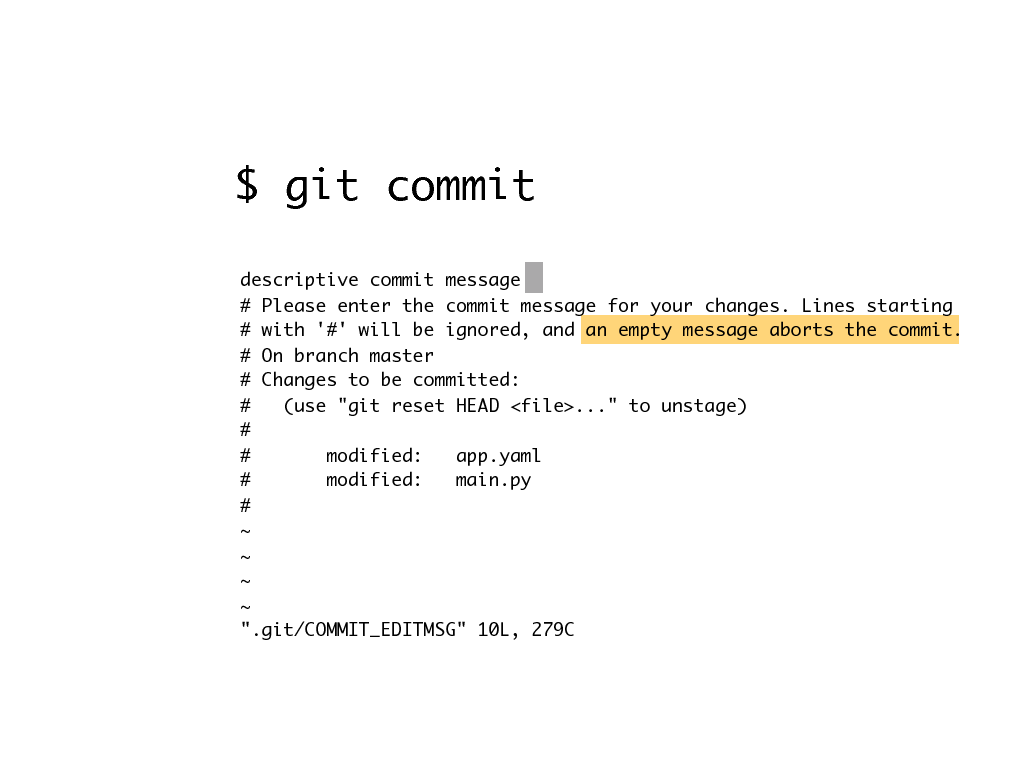 $ git commit
descriptive commit message
# Please enter the commit message for your changes. Lines starting
# with '#' will be ignored, and an empty message aborts the commit.
# On branch master
# Changes to be committed:
#   (use "git reset HEAD <file>..." to unstage)
#
#       modified:   app.yaml
#       modified:   main.py
#
~
~
~
~
".git/COMMIT_EDITMSG" 10L, 279C